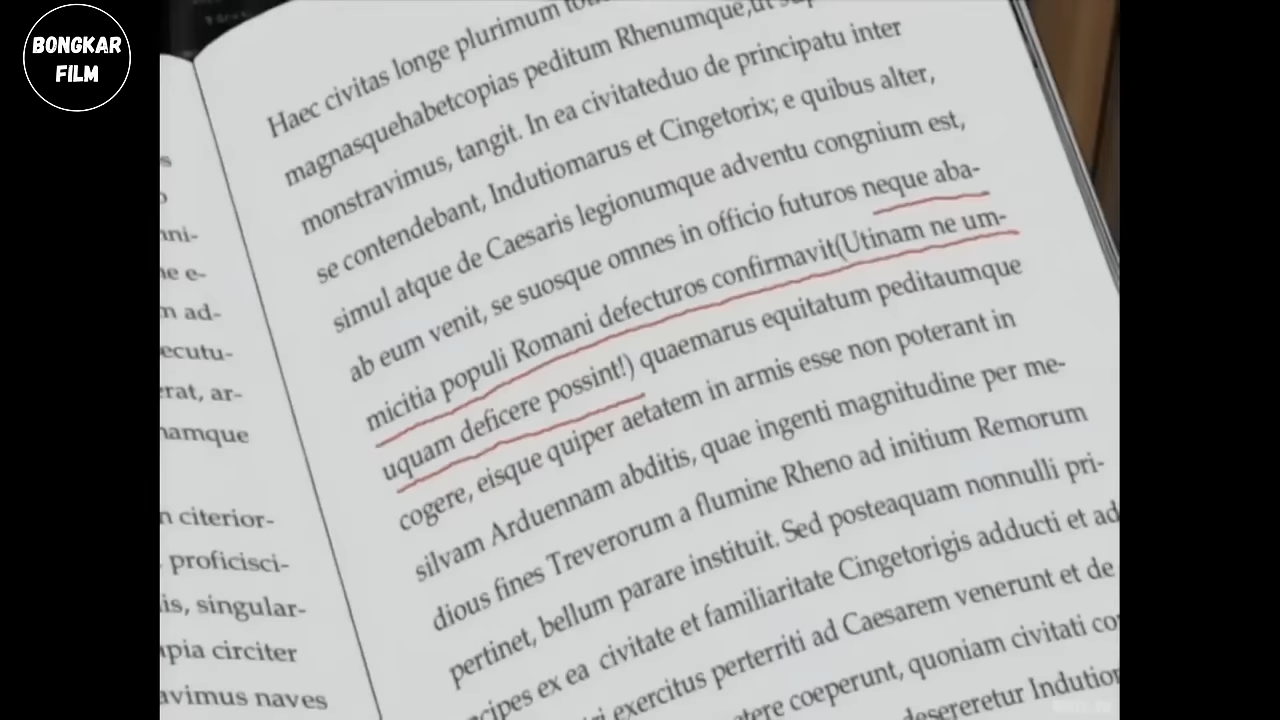 BONGKAR
FILM
Haec civitas longe plurimum
magnasquehabetcopias peditum Rhenumque,ut
monstravimus, tangit. In ea civitateduo de principatu inter
se contendebant, Indutiomarus et Cingetorix; e quibus alter,
simul atque de Caesaris legionumque adventu congnium est,
ab eum venit, se suosque omnes in officio futuros neque aba-
micitia populi Romani defecturos confirmavit(Utinam ne um-
uquam deficere possint!) quaemarus equitatum peditaumque
cogere, eisque quiper aetatem in armis esse non poterant in
silvam Arduennam abditis, quae ingenti magnitudine per me-
dious fines Treverorum a flumine Rheno ad initium Remorum
pertinet, bellum parare instituit. Sed posteaquam nonnulli pri-
cipes ex ea civitate et familiaritate Cingetorigis adducti et ad
exercitus perterriti ad Caesarem venerunt et de
coeperunt, quoniam civitati
desereretur
ni-
e-
ad-
ecutu-
erat, ar-
namque
citerior-
proficisci-
is, singular-
pia circiter
avimus naves